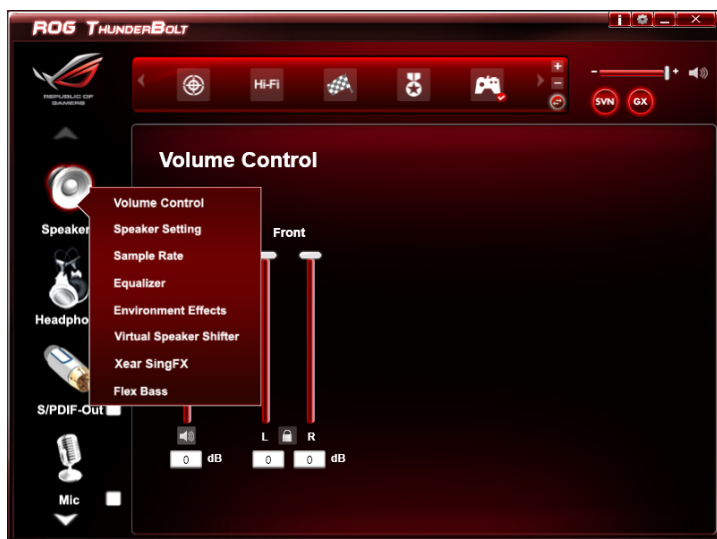 ROG THUNDERBOLT
i
REPUBLIC OF
GAMERS
Hi-Fi
SVN
GX
Volume Control
Speaker
Volume Control
Speaker Setting
Sample Rate
Equalizer
Environment Effects
Virtual Speaker Shifter
Xear SingFX
Flex Bass
Front
Headpho
S/PDIF-Out
L
R
0 dB
0
0 dB
Mic